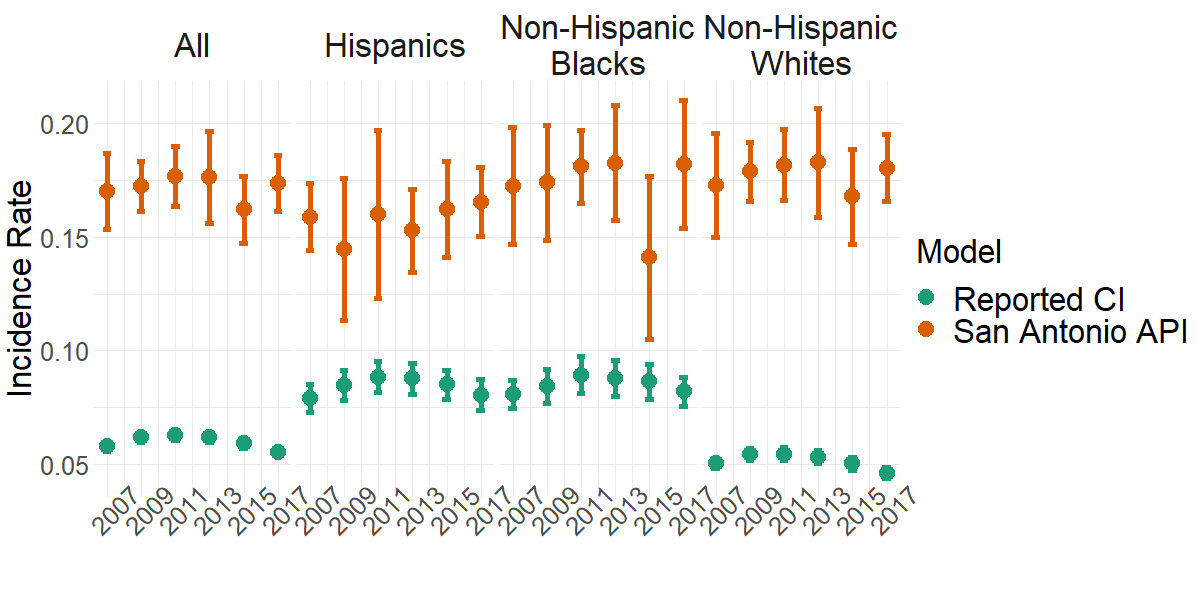 All
Hispanics
Non-Hispanic
Blacks
Non-Hispanic
Whites
Incidence Rate
0.20
0.15
0.10
0.05
2007 2009 2011 2013 2015 2017
2007 2009 2011 2013 2015 2017
2007 2009 2011 2013 2015 2017
2007 2009 2011 2013 2015 2017
Model
Reported CI
San Antonio API